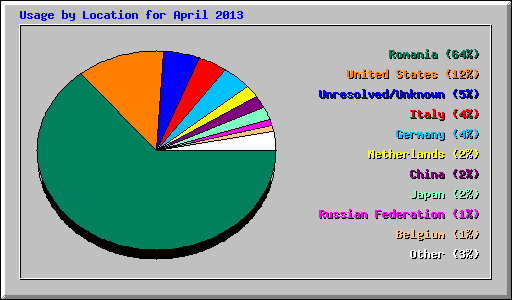 Usage by Location for April 2013
Romania (64%)
United States (12%)
Unresolved/Unknown (5%)
Italy (4%)
Germany (4%)
Netherlands (2%)
China (2%)
Japan (2%)
Russian Federation (1%)
Belgium (1%)
Other (3%)